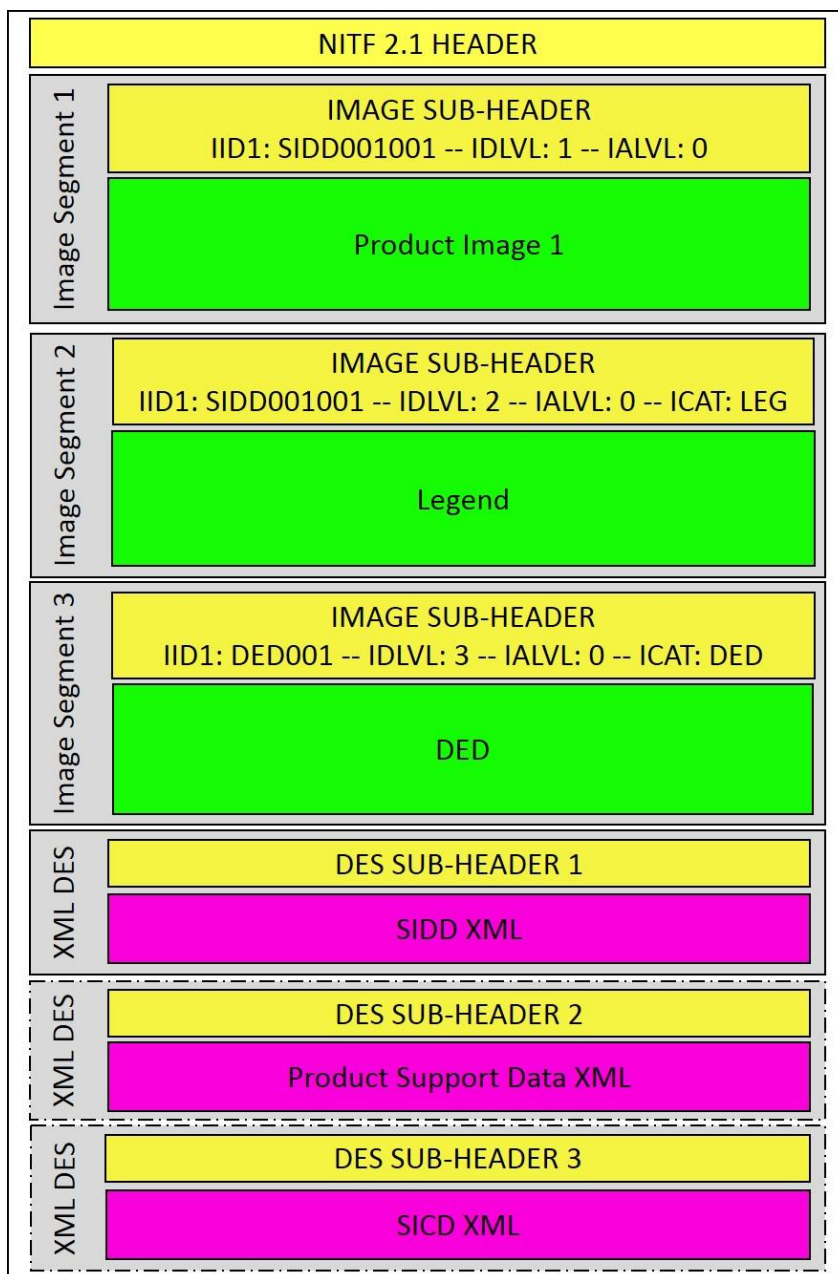 NITF 2.1 HEADER
Image Segment 1
IMAGE SUB-HEADER
IID1: SIDD001001 -- IDLVL: 1 -- IALVL: 0
Product Image 1
Image Segment 2
IMAGE SUB-HEADER
IID1: SIDD001001 -- IDLVL: 2 -- IALVL: 0 -- ICAT: LEG
Legend
Image Segment 3
IMAGE SUB-HEADER
IID1: DED001 -- IDLVL: 3 -- IALVL: 0 -- ICAT: DED
DED
XML DES
DES SUB-HEADER 1
SIDD XML
XML DES
DES SUB-HEADER 2
Product Support Data XML
XML DES
DES SUB-HEADER 3
SICD XML